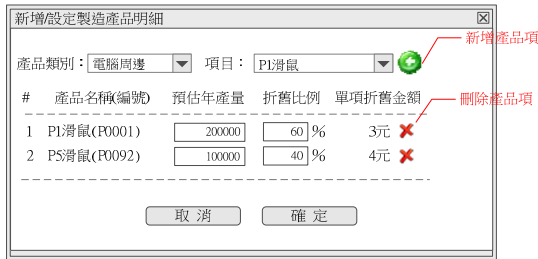 新增/設定製造產品明細
新增產品項
產品類別：電腦周邊 項目： P1滑鼠
刪除產品項
# 產品名稱(編號) 預估年產量 折舊比例 單項折舊金額
1 P1滑鼠(P0001) 200000 60 % 3元
2 P5滑鼠(P0092) 100000 40 % 4元
取 消 確 定